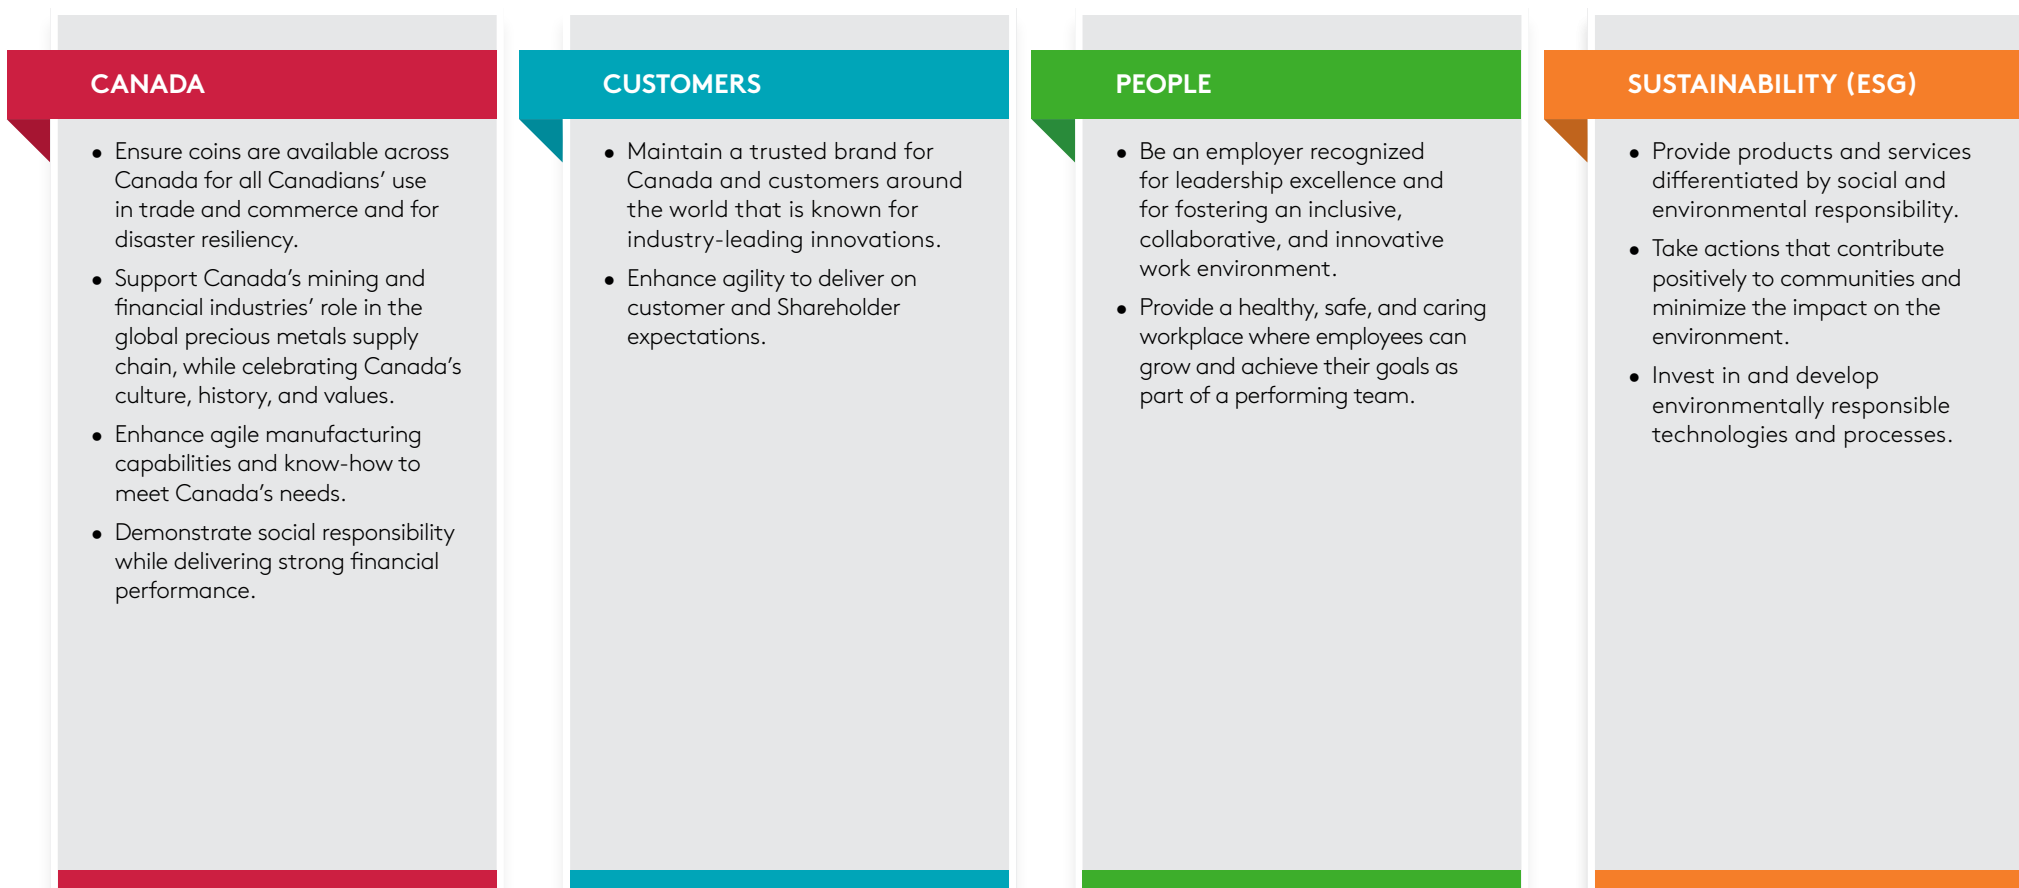 CANADA
• Ensure coins are available across
Canada for all Canadians’ use
in trade and commerce and for
disaster resiliency.
• Support Canada’s mining and
financial industries’ role in the
global precious metals supply
chain, while celebrating Canada’s
culture, history, and values.
• Enhance agile manufacturing
capabilities and know-how to
meet Canada’s needs.
• Demonstrate social responsibility
while delivering strong financial
performance.
CUSTOMERS
• Maintain a trusted brand for
Canada and customers around
the world that is known for
industry-leading innovations.
• Enhance agility to deliver on
customer and Shareholder
expectations.
PEOPLE
• Be an employer recognized
for leadership excellence and
for fostering an inclusive,
collaborative, and innovative
work environment.
• Provide a healthy, safe, and caring
workplace where employees can
grow and achieve their goals as
part of a performing team.
SUSTAINABILITY (ESG)
• Provide products and services
differentiated by social and
environmental responsibility.
• Take actions that contribute
positively to communities and
minimize the impact on the
environment.
• Invest in and develop
environmentally responsible
technologies and processes.